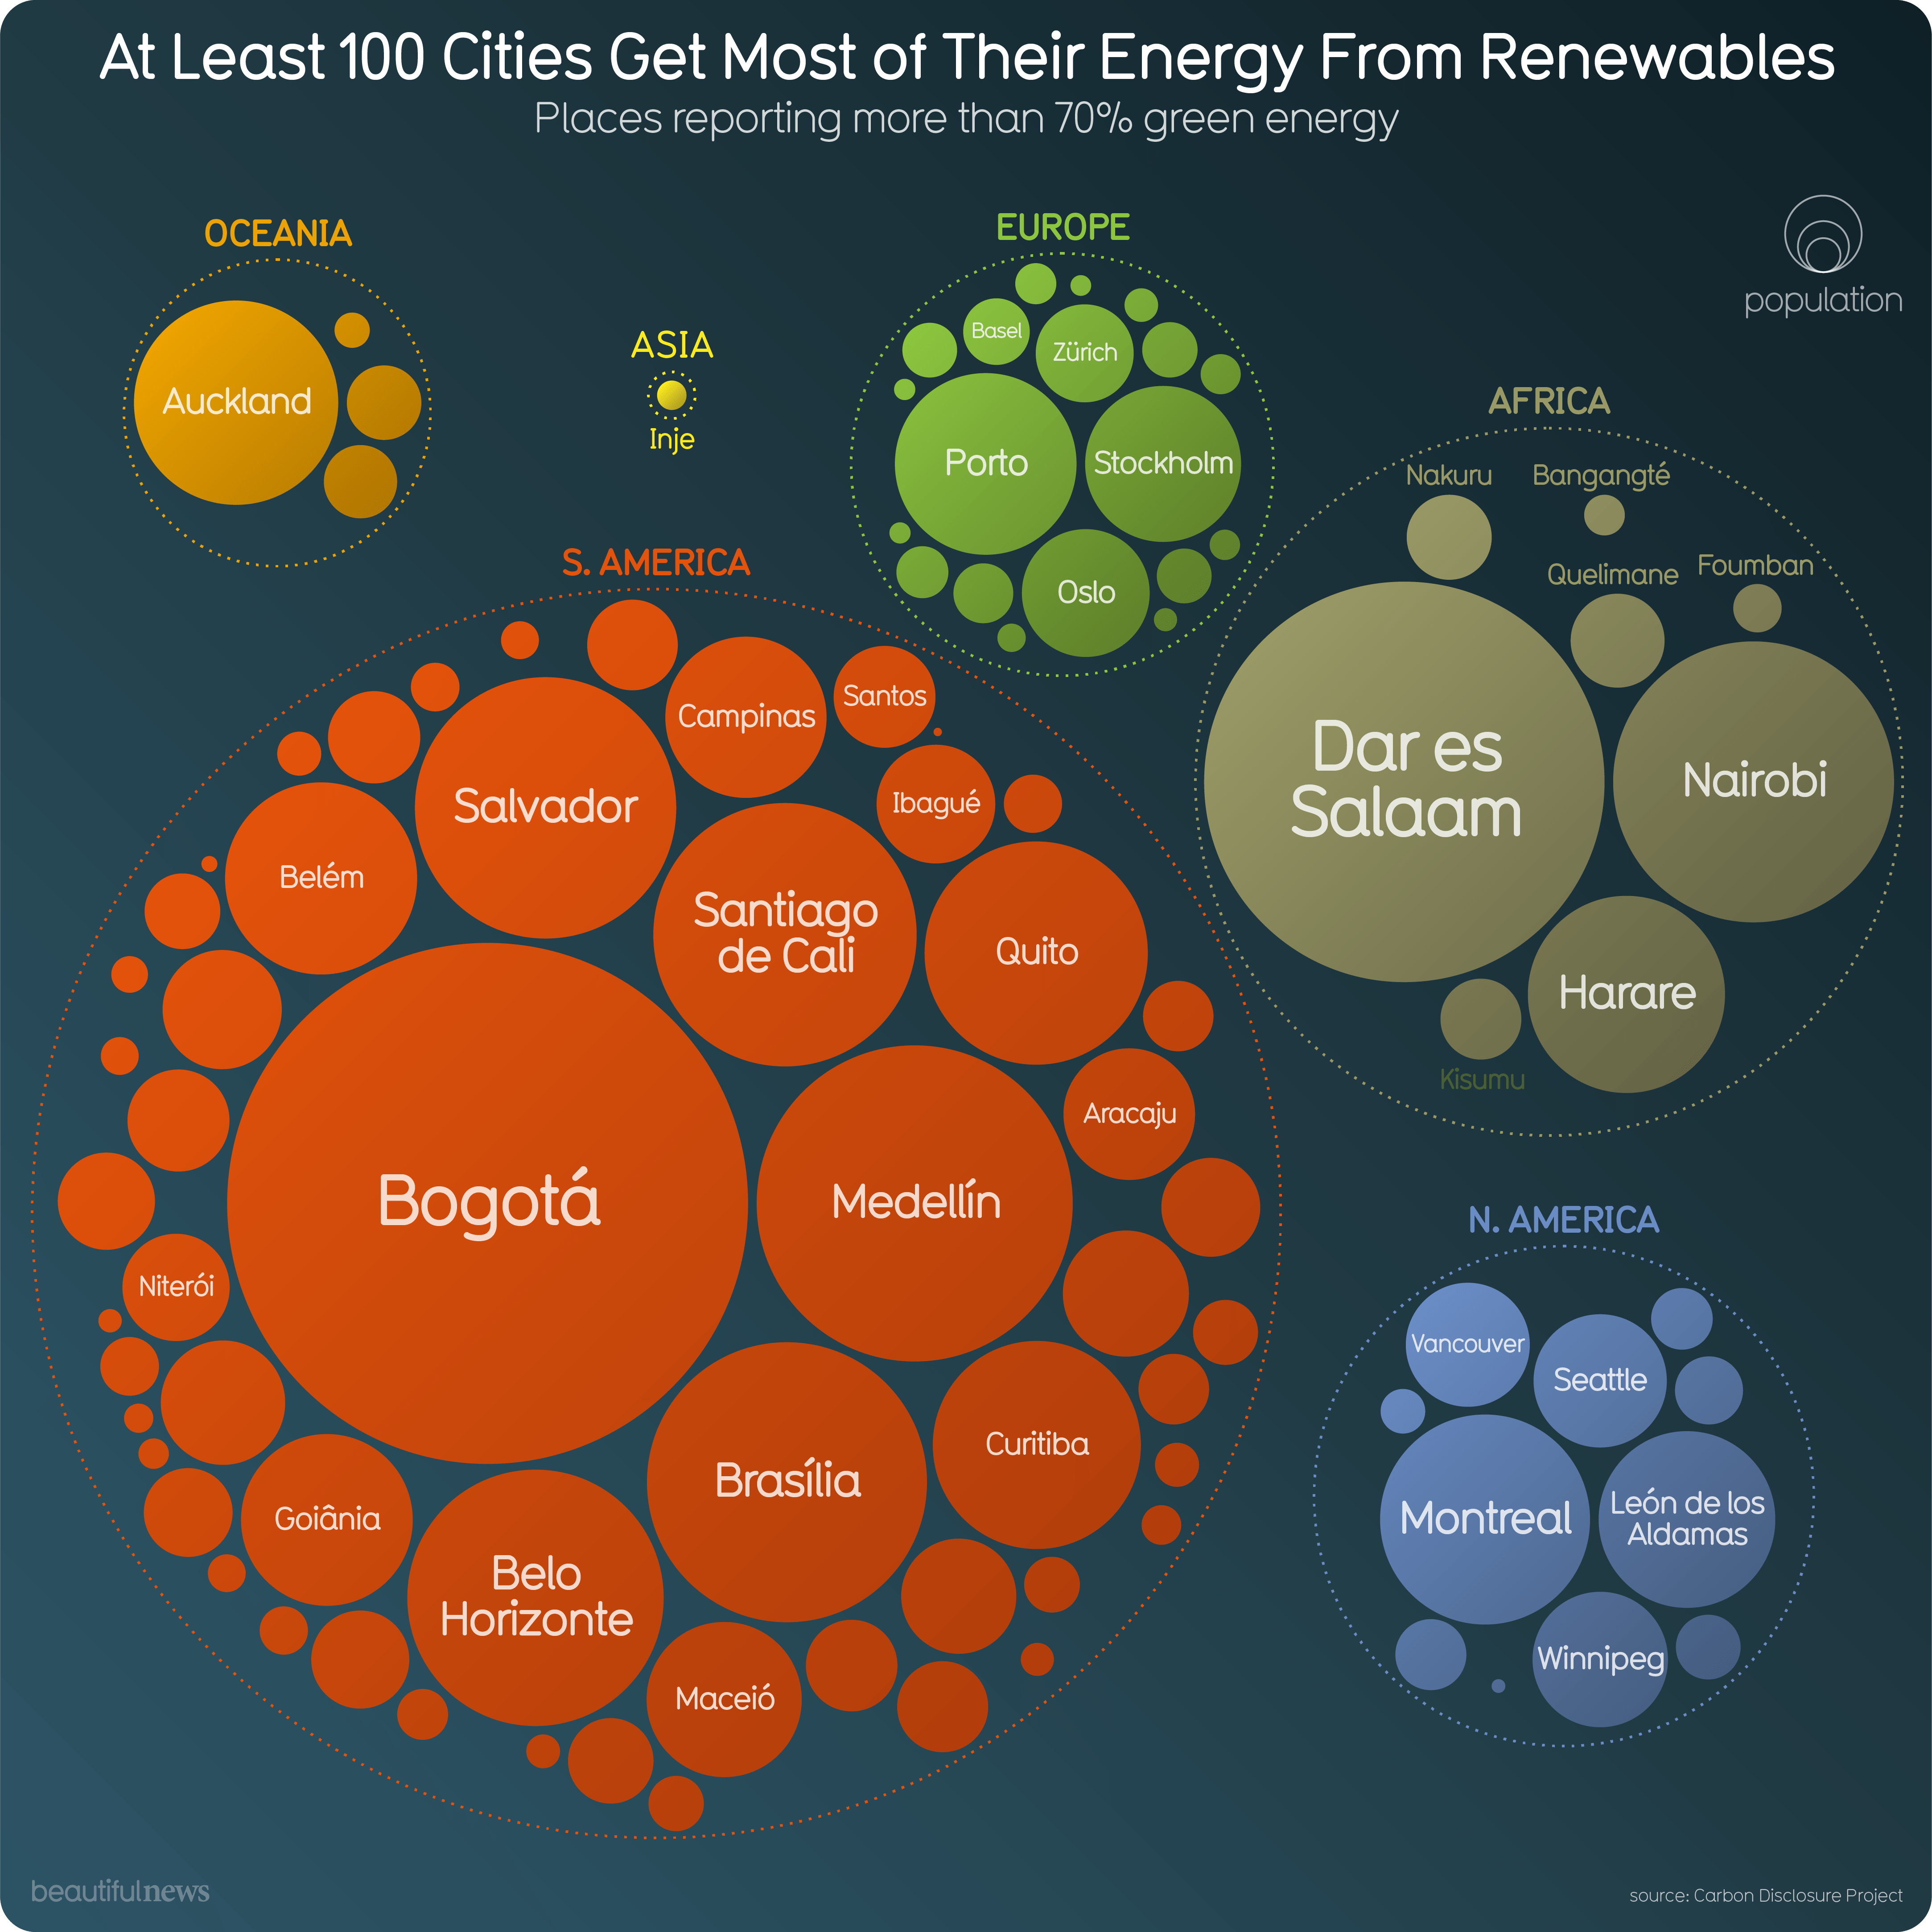 At Least 100 Cities Get Most of Their Energy From Renewables
Places reporting more than 70% green energy
population
OCEANIA
Auckland
ASIA
Inje
EUROPE
Basel
Zürich
Porto
Stockholm
Oslo
AFRICA
Nakuru
Bangangté
Quelimane
Foumban
Dar es
Salaam
Nairobi
Harare
Kisumu
S. AMERICA
Campinas
Santos
Salvador
Ibagué
Belém
Santiago
de Cali
Quito
Aracaju
Bogotá
Medellín
Niterói
Curitiba
Brasília
Goiânia
Belo
Horizonte
Maceió
N. AMERICA
Vancouver
Seattle
Montreal
León de los
Aldamas
Winnipeg
beautifulnews
source: Carbon Disclosure Project